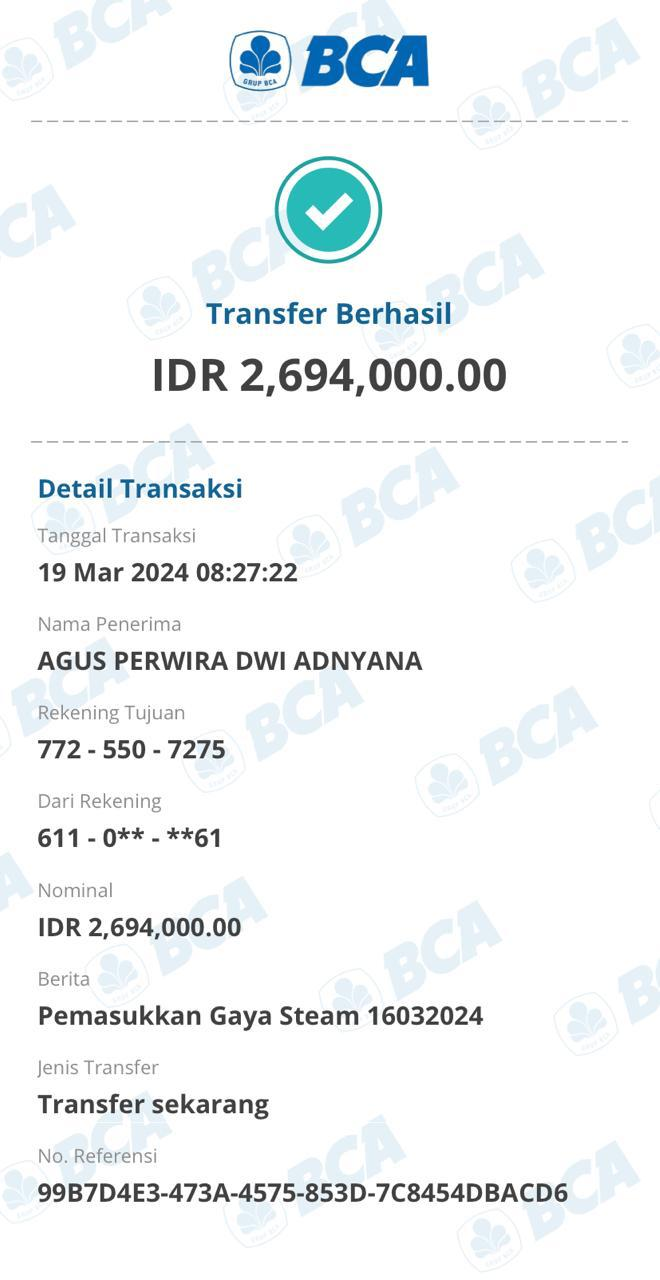 GRUP BCA BCA
Transfer Berhasil
IDR 2,694,000.00
Detail Transaksi
Tanggal Transaksi
19 Mar 2024 08:27:22
Nama Penerima
AGUS PERWIRA DWI ADNYANA
Rekening Tujuan
772 - 550 - 7275
Dari Rekening
611 - 0** - **61
Nominal
IDR 2,694,000.00
Berita
Pemasukkan Gaya Steam 16032024
Jenis Transfer
Transfer sekarang
No. Referensi
99B7D4E3-473A-4575-853D-7C8454DBACD6